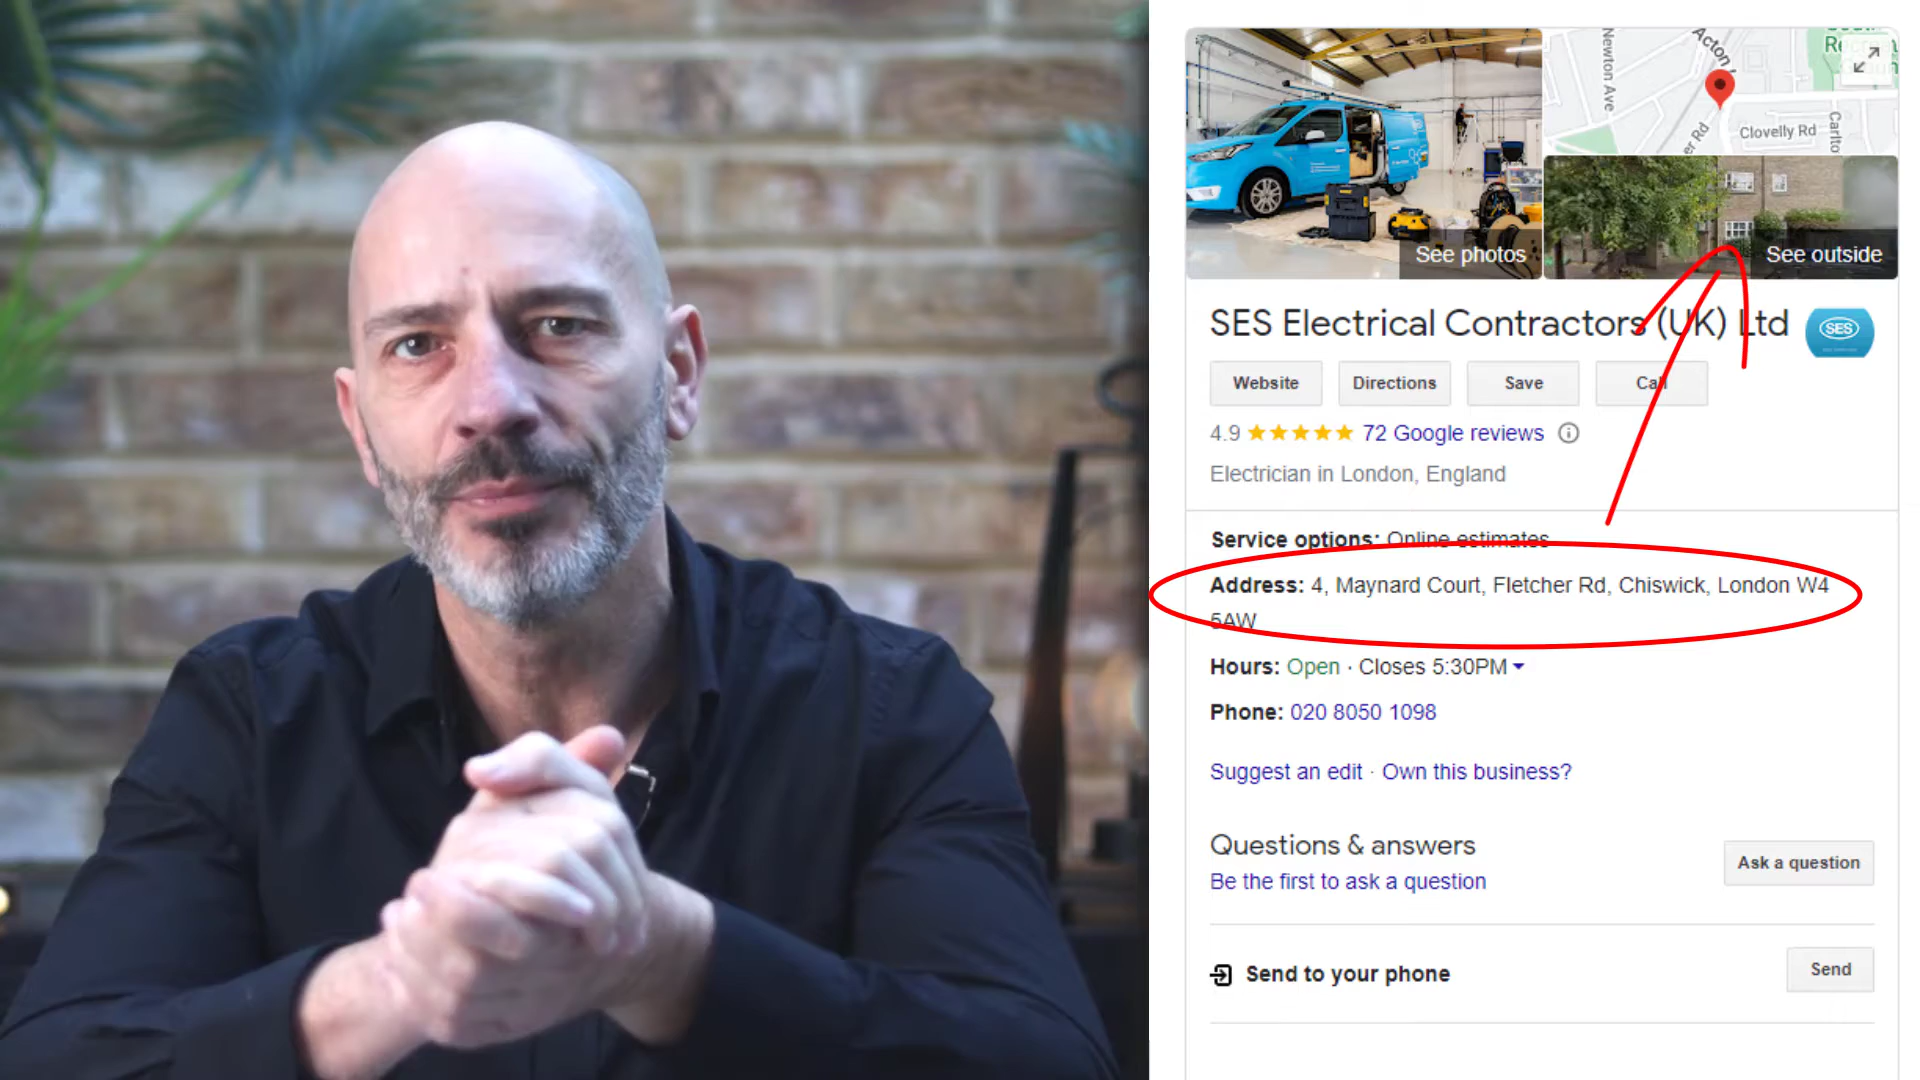 Newton Ave
Acton
Clovelly Rd
er Rd
Carlto
See photos
See outside
SES Electrical Contractors (UK) Ltd
SES
Website
Directions
Save
Call
4.9
72 Google reviews
Electrician in London, England
Service options: Online estimates
Address: 4, Maynard Court, Fletcher Rd, Chiswick, London W4
5AW
Hours: Open · Closes 5:30PM
Phone: 020 8050 1098
Suggest an edit · Own this business?
Questions & answers
Be the first to ask a question
Ask a question
Send to your phone
Send